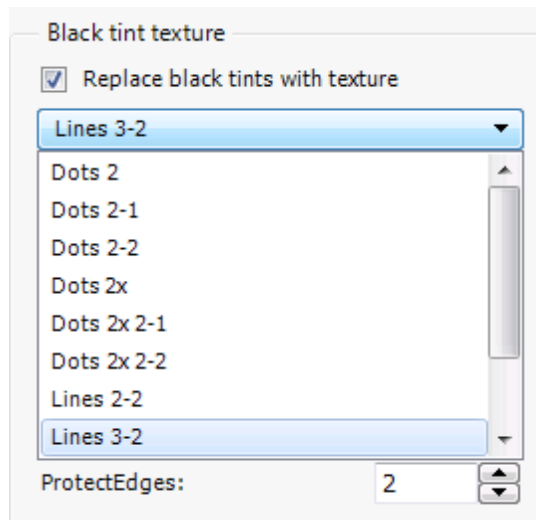 Black tint texture
Replace black tints with texture
Lines 3-2
Dots 2
Dots 2-1
Dots 2-2
Dots 2x
Dots 2x 2-1
Dots 2x 2-2
Lines 2-2
Lines 3-2
ProtectEdges: 2